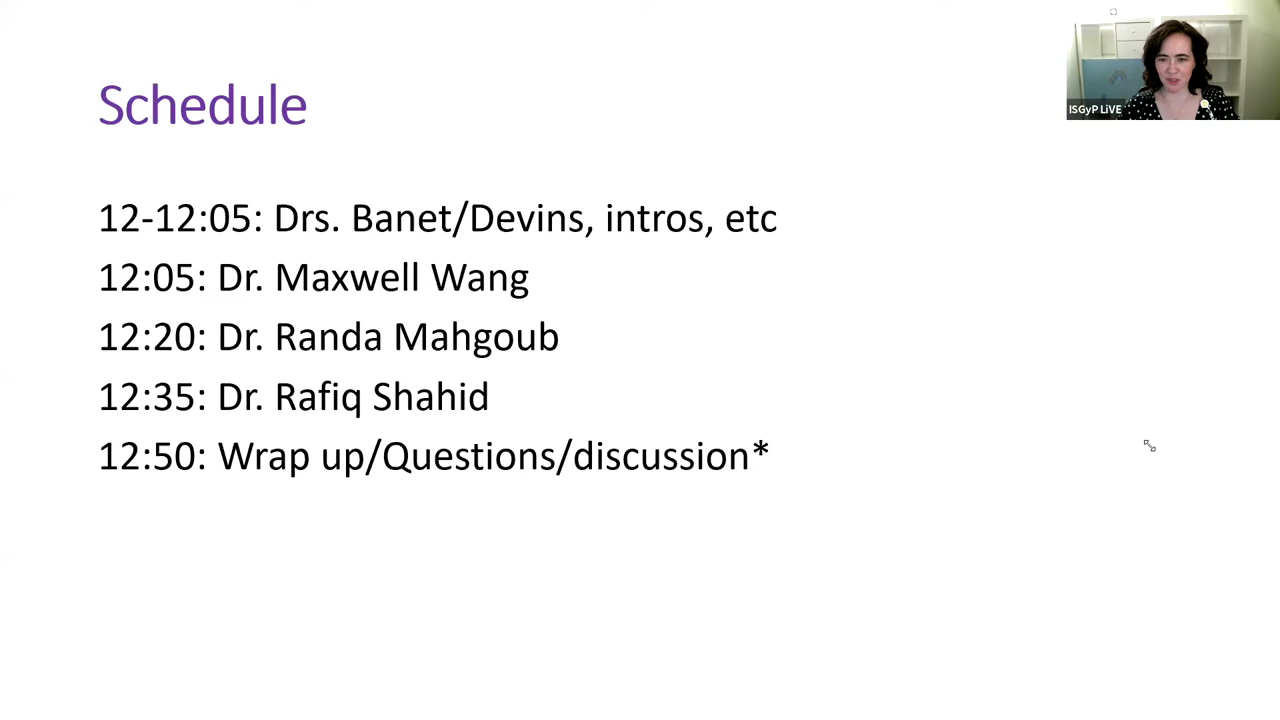 ISGyP LiVE
Schedule
12-12:05: Drs. Banet/Devins, intros, etc
12:05: Dr. Maxwell Wang
12:20: Dr. Randa Mahgoub
12:35: Dr. Rafiq Shahid
12:50: Wrap up/Questions/discussion*